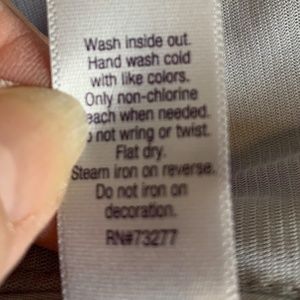 Wash inside out.
Hand wash cold
with like colors.
Only non-chlorine
each when needed.
o not wring or twist.
Flat dry.
Steam iron on reverse.
Do not iron on
decoration.
RN#73277